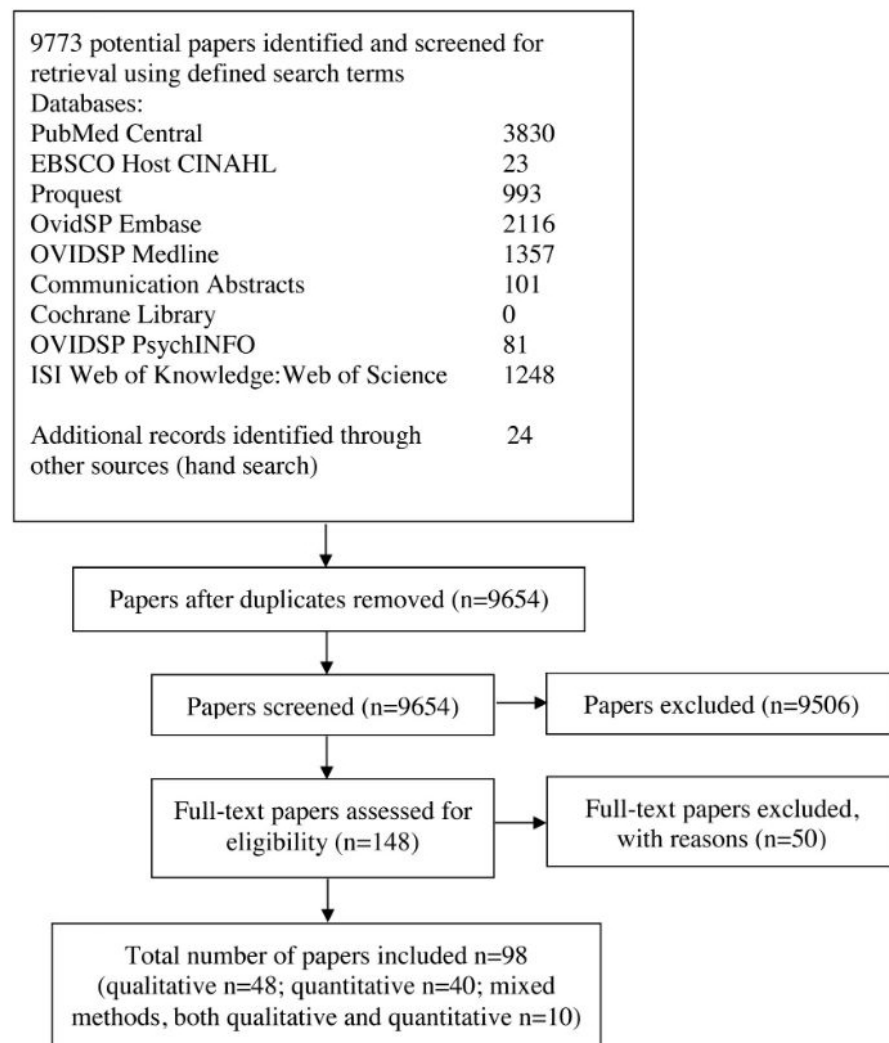 9773 potential papers identified and screened for
retrieval using defined search terms
Databases:
PubMed Central 3830
EBSCO Host CINAHL 23
Proquest 993
OvidSP Embase 2116
OVIDSP Medline 1357
Communication Abstracts 101
Cochrane Library 0
OVIDSP PsychINFO 81
ISI Web of Knowledge:Web of Science 1248
Additional records identified through 24
other sources (hand search)
Papers after duplicates removed (n=9654)
Papers screened (n=9654) Papers excluded (n=9506)
Full-text papers assessed for
eligibility (n=148)
Full-text papers excluded,
with reasons (n=50)
Total number of papers included n=98
(qualitative n=48; quantitative n=40; mixed
methods, both qualitative and quantitative n=10)